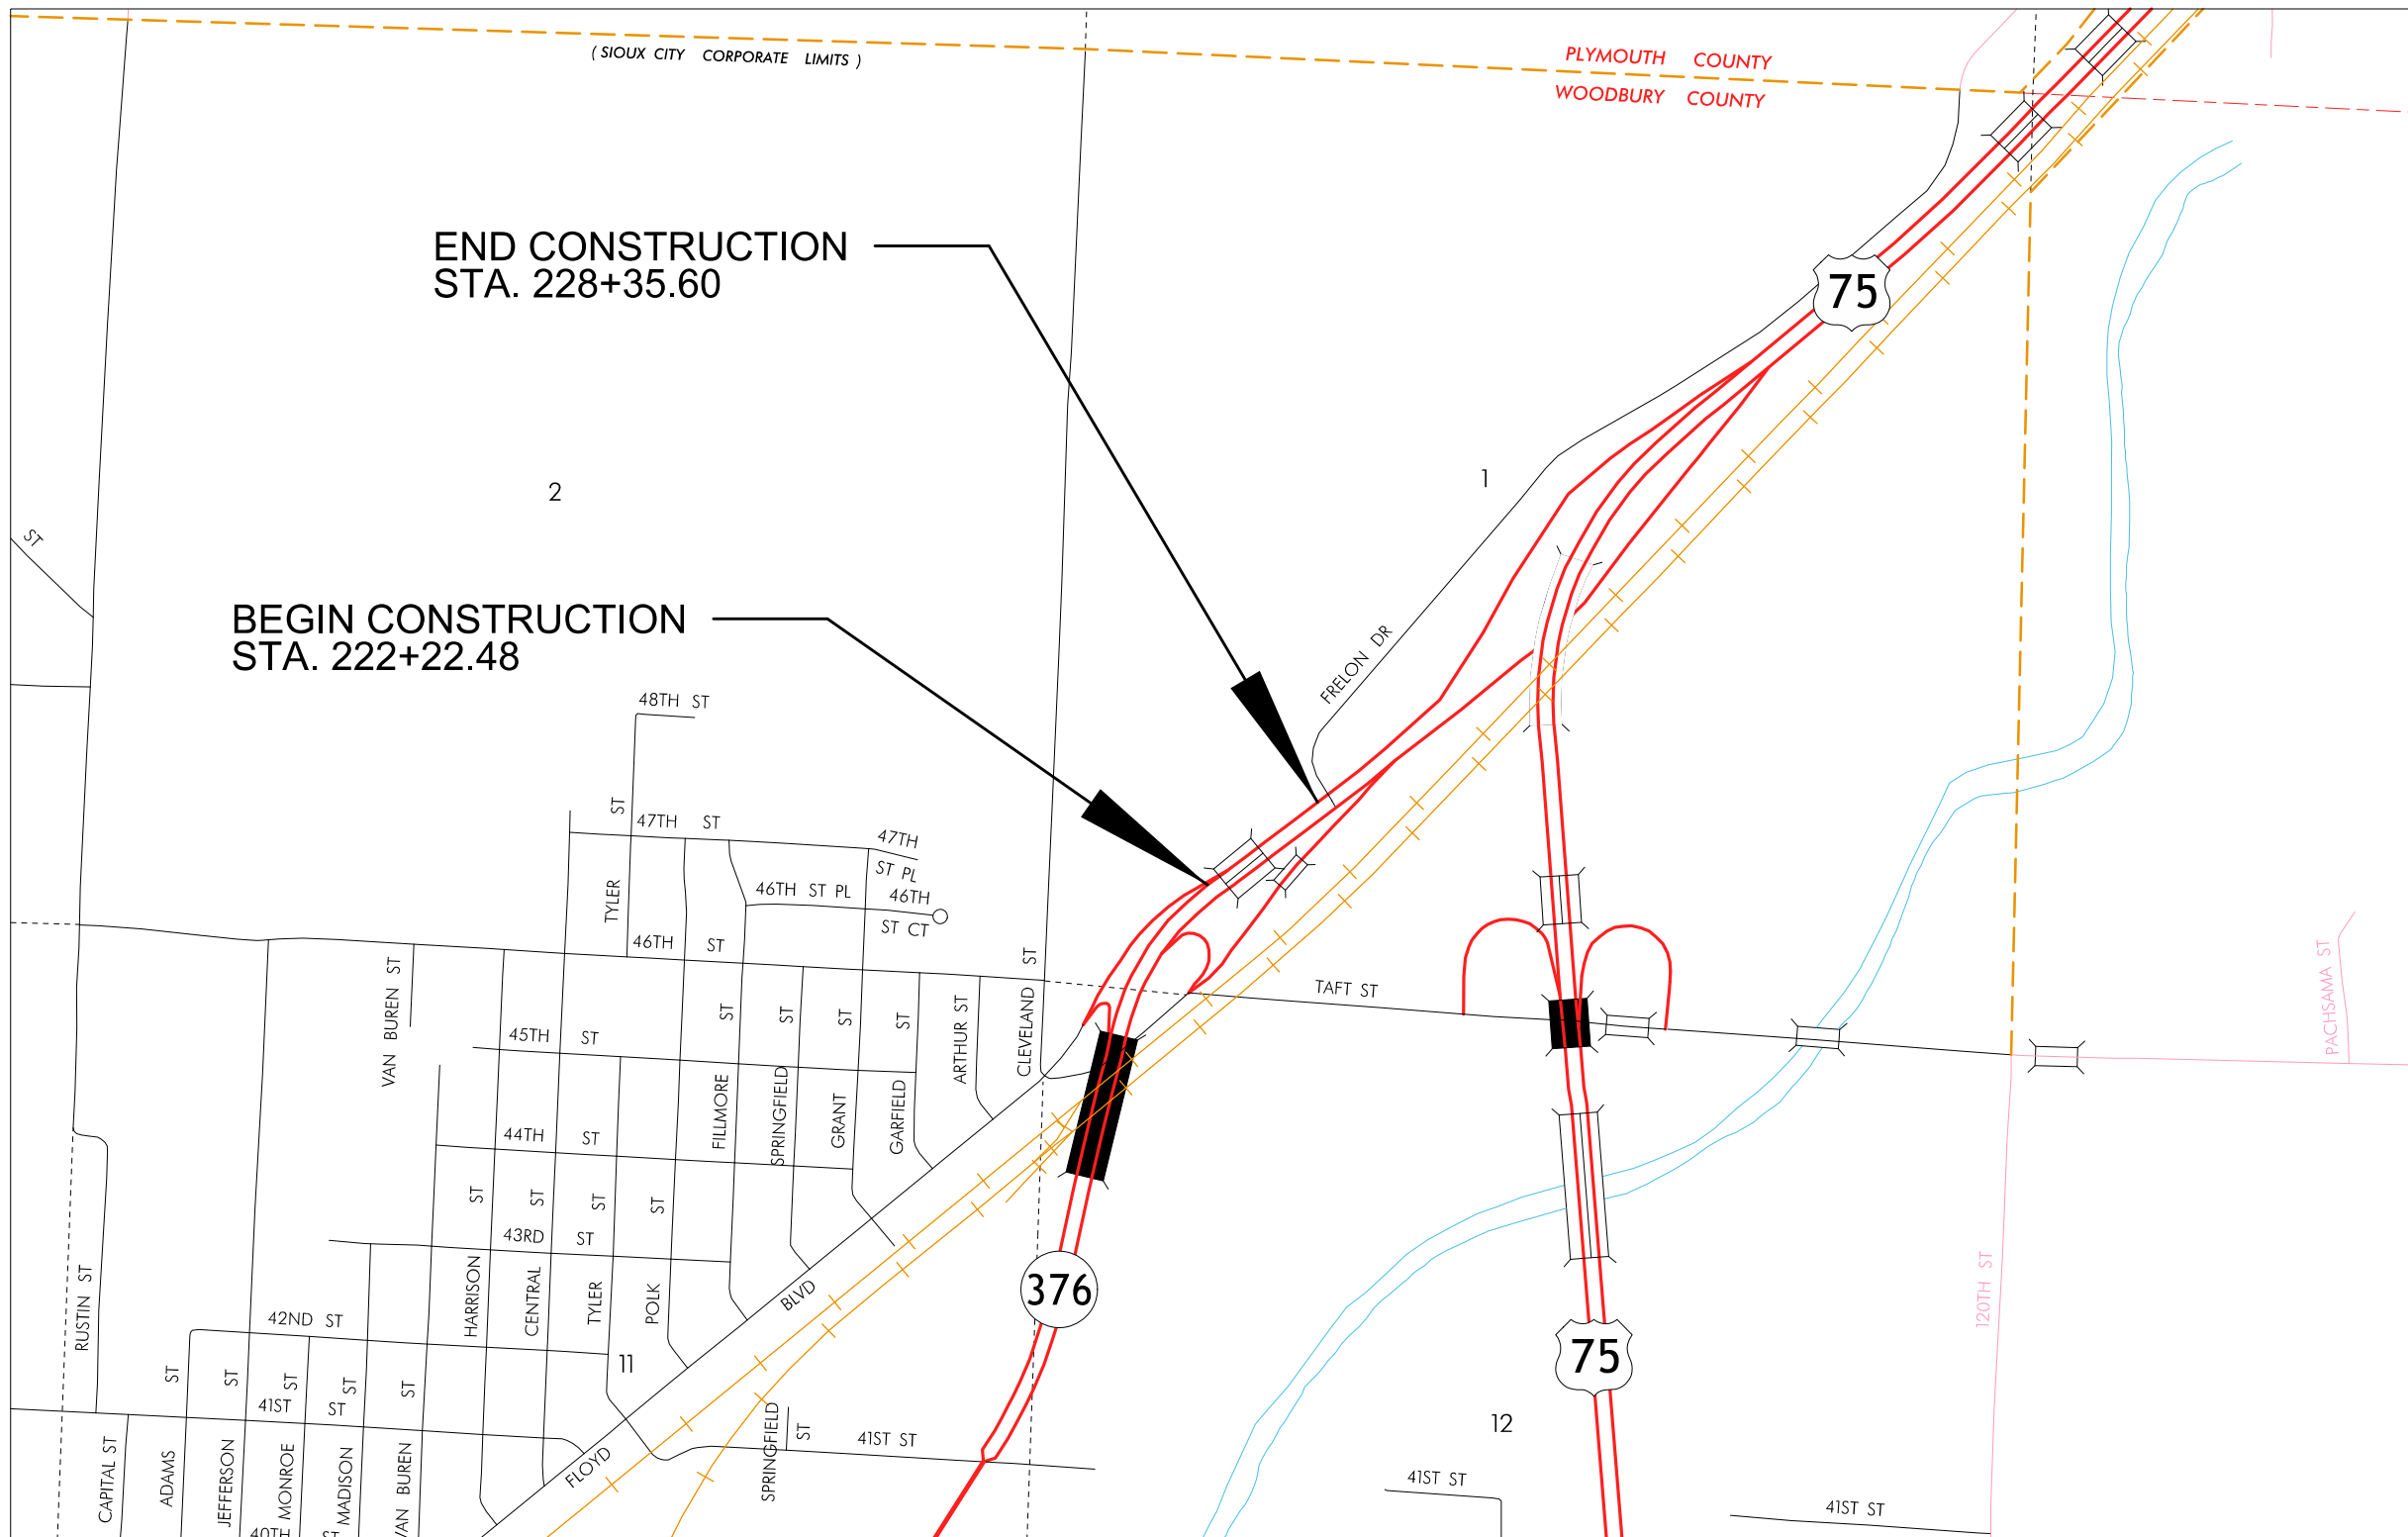 ( SIOUX CITY CORPORATE LIMITS )
PLYMOUTH COUNTY
WOODBURY COUNTY
END CONSTRUCTION
STA. 228+35.60
75
2
1
ST
BEGIN CONSTRUCTION
STA. 222+22.48
FRELON DR
48TH ST
ST
47TH ST
47TH
ST PL
TYLER
46TH ST PL
46TH
ST CT
46TH ST
VAN BUREN ST
CLEVELAND ST
TAFT ST
PACHSAMA ST
ARTHUR ST
45TH ST
FILLMORE ST
SPRINGFIELD ST
GRANT ST
GARFIELD ST
44TH ST
HARRISON ST
CENTRAL ST
TYLER ST
POLK ST
43RD ST
RUSTIN ST
376
BLVD
120TH ST
42ND ST
75
11
ST
ST
ST
ST
ST
41ST ST
12
CAPITAL ST
ADAMS
JEFFERSON
MONROE
MADISON
VAN BUREN
FLOYD
SPRINGFIELD ST
41ST ST
41ST ST
41ST ST
40TH ST